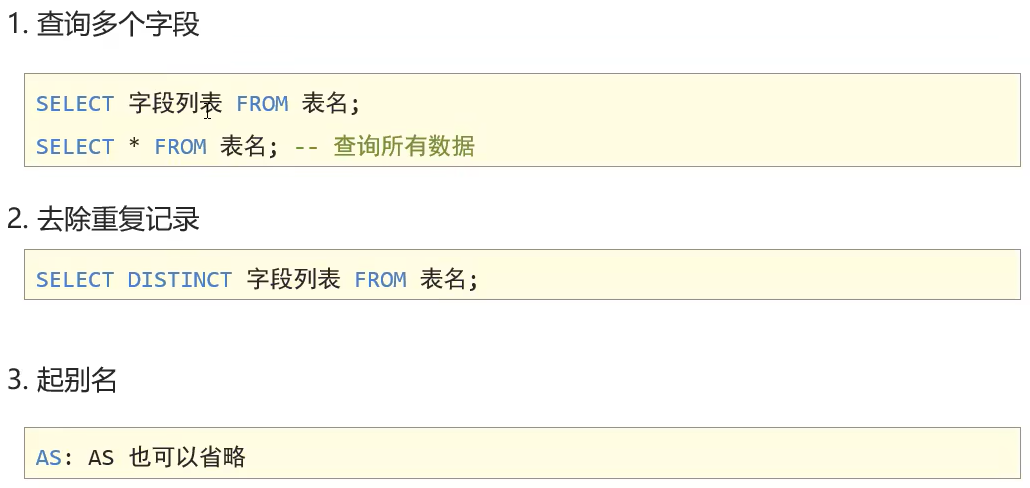 1. 查询多个字段
SELECT 字段列表 FROM 表名;
SELECT * FROM 表名; -- 查询所有数据
2. 去除重复记录
SELECT DISTINCT 字段列表 FROM 表名;
3. 起别名
AS: AS 也可以省略